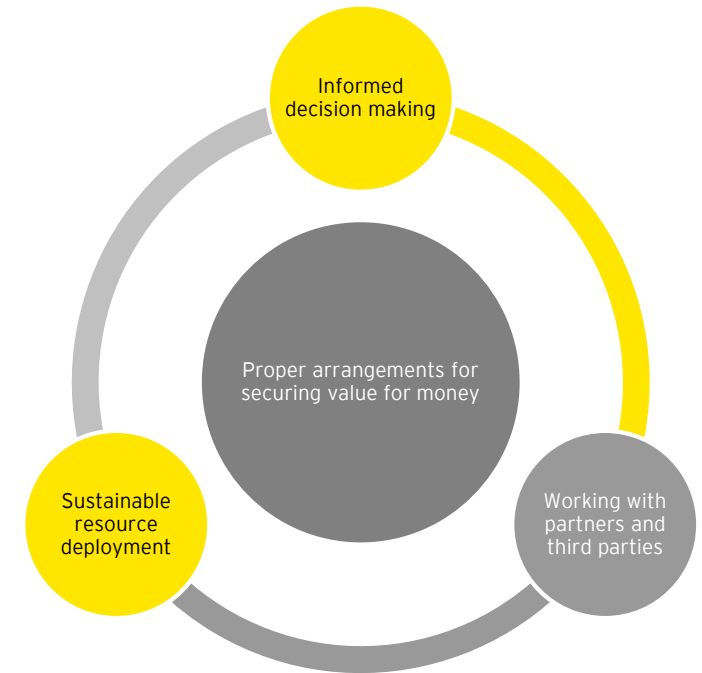 Informed
decision making
Proper arrangements for
securing value for money
Sustainable
resource
deployment
Working with
partners and
third parties